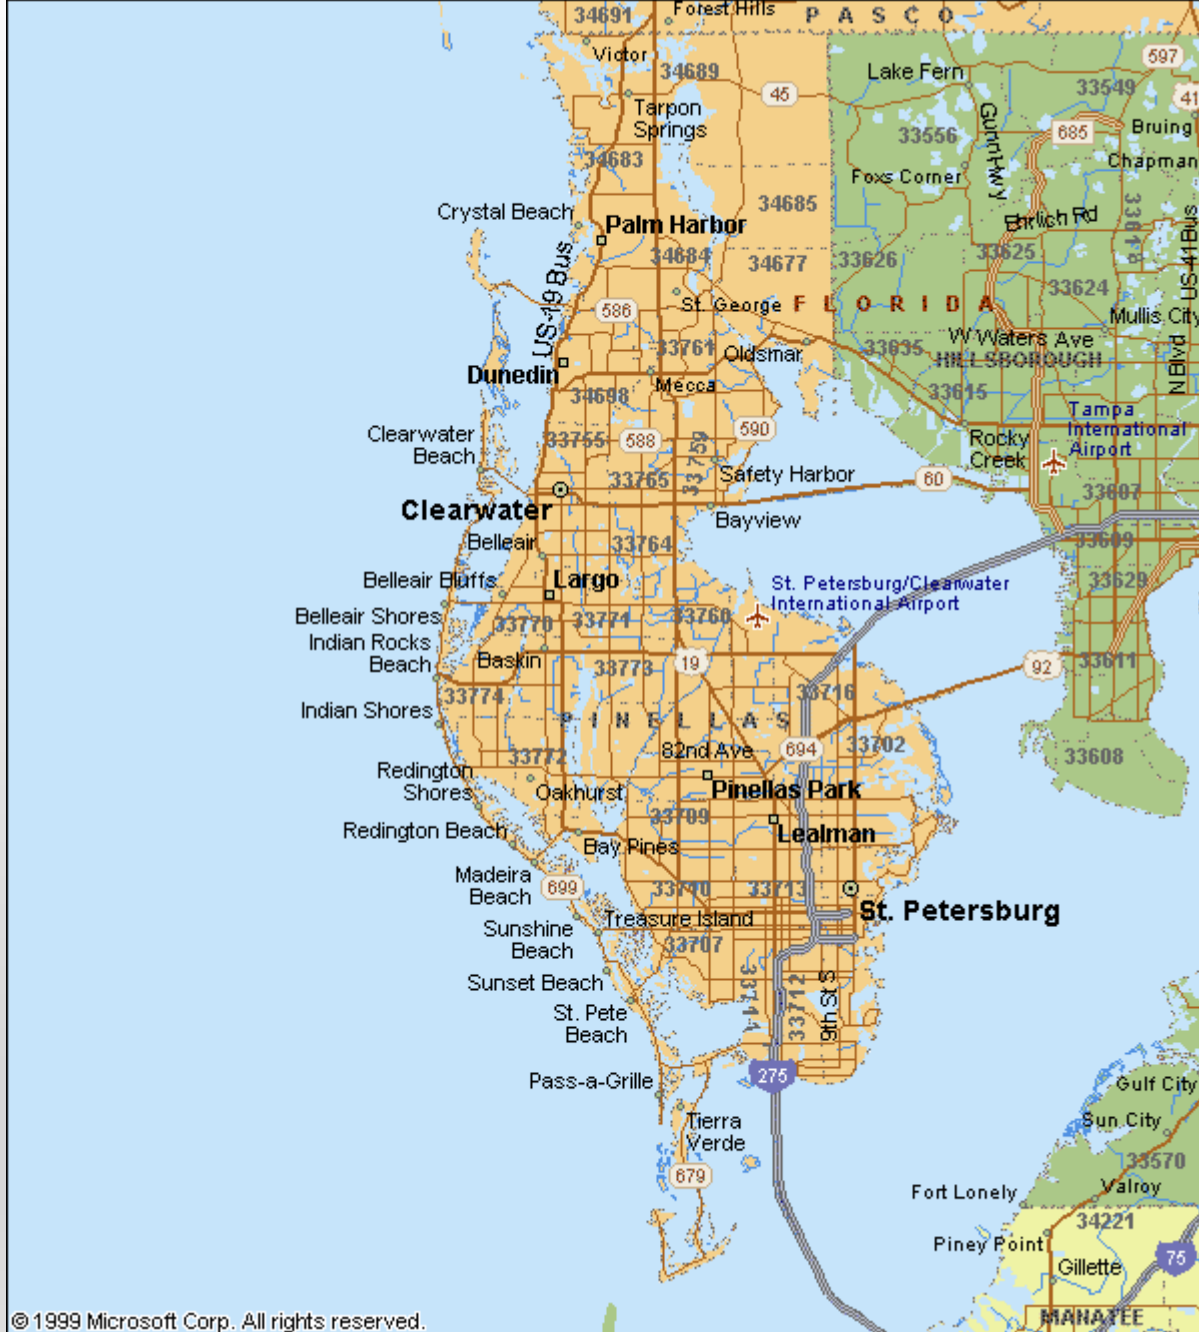 34691
Forest Hills
PASCO
Victor
34689
Lake Fern
597
33549
45
41
Tarpon
Springs
Gunn Hwy
33556
685
Bruing
34683
Foxs Corner
Chapman
34685
33618
Crystal Beach
Palm Harbor
Ehrlich Rd
US-19 Bus
34684
34677
33626
33625
N Blvd
US-41 Bus
33624
586
St. George
FLORIDA
Mullis City
33761
Oldsmar
33635
W Waters Ave
HILLSBOROUGH
Dunedin
Mecca
34698
33615
Tampa
International
Airport
Clearwater
Beach
33755
588
33759
590
Rocky
Creek
33765
Safety Harbor
60
33607
Clearwater
Bayview
Belleair
33764
33609
Belleair Bluffs
Largo
St. Petersburg/Clearwater
International Airport
33629
Belleair Shores
33770
33771
33760
Indian Rocks
Beach
Baskin
33773
19
92
33611
33774
33716
Indian Shores
PINELLAS
82nd Ave
694
33702
33772
33608
Redington
Shores
Oakhurst
Pinellas Park
33709
Redington Beach
Lealman
Bay Pines
Madeira
Beach
699
33710
33713
Treasure Island
St. Petersburg
Sunshine
Beach
33707
Sunset Beach
33711
33712
9th St S
St. Pete
Beach
Pass-a-Grille
275
Gulf City
Tierra
Verde
Sun City
33570
679
Fort Lonely
Valroy
34221
Piney Point
75
Gillette
MANATEE
© 1999 Microsoft Corp. All rights reserved.